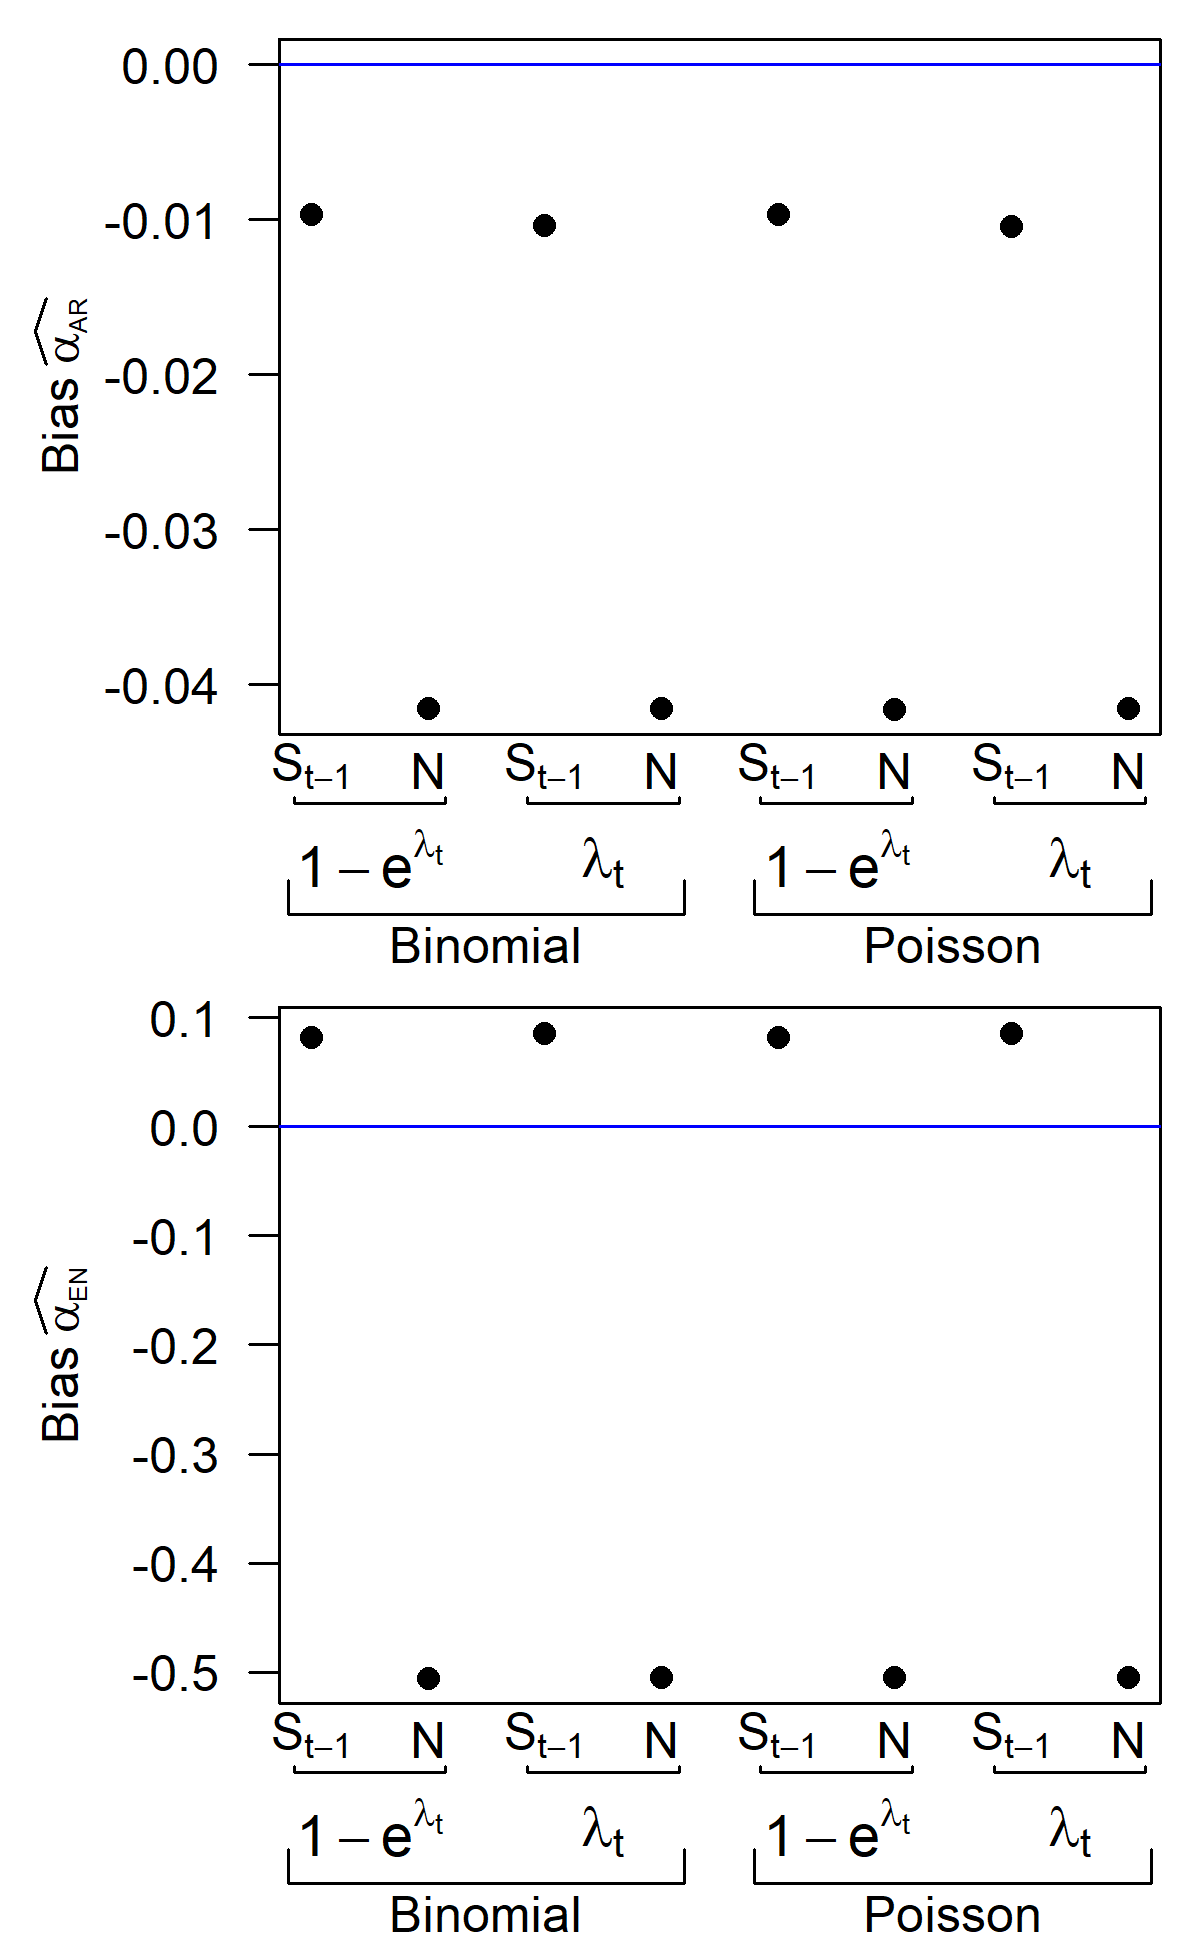 0.00
-0.01
-0.02
-0.03
-0.04
Bias α̂AR
St−1 N St−1 N St−1 N St−1 N
1 − e^λt λt 1 − e^λt λt
Binomial Poisson
0.1
0.0
-0.1
-0.2
-0.3
-0.4
-0.5
Bias α̂EN
St−1 N St−1 N St−1 N St−1 N
1 − e^λt λt 1 − e^λt λt
Binomial Poisson